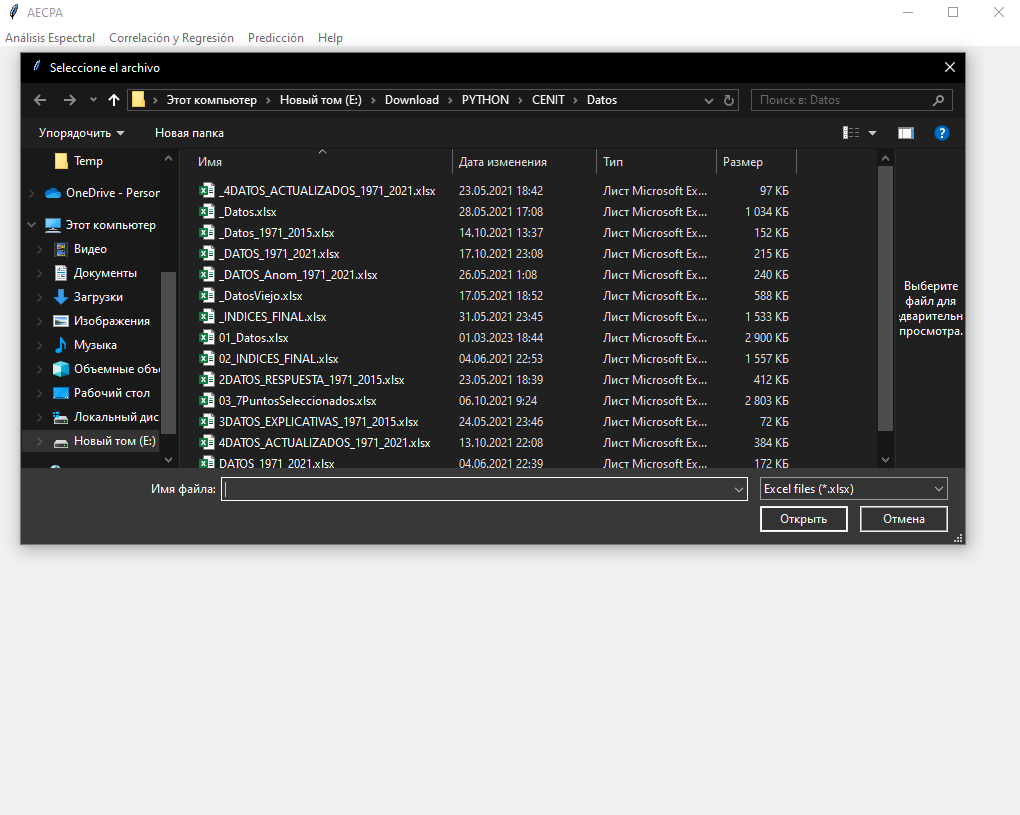 AECPA
Análisis Espectral Correlación y Regresión Predicción Help
Seleccione el archivo
Этот компьютер Новый том (E:) Download PYTHON CENIT Datos Поиск в: Datos
Упорядочить Новая папка
Temp
OneDrive - Person
Этот компьютер
Видео
Документы
Загрузки
Изображения
Музыка
Объемные объ
Рабочий стол
Локальный дис
Новый том (E:)
Имя Дата изменения Тип Размер
_4DATOS_ACTUALIZADOS_1971_2021.xlsx 23.05.2021 18:42 Лист Microsoft Ex... 97 КБ
_Datos.xlsx 28.05.2021 17:08 Лист Microsoft Ex... 1 034 КБ
_Datos_1971_2015.xlsx 14.10.2021 13:37 Лист Microsoft Ex... 152 КБ
_DATOS_1971_2021.xlsx 17.10.2021 23:08 Лист Microsoft Ex... 215 КБ
_DATOS_Anom_1971_2021.xlsx 26.05.2021 1:08 Лист Microsoft Ex... 240 КБ
_DatosViejo.xlsx 17.05.2021 18:52 Лист Microsoft Ex... 588 КБ
_INDICES_FINAL.xlsx 31.05.2021 23:45 Лист Microsoft Ex... 1 533 КБ
01_Datos.xlsx 01.03.2023 18:44 Лист Microsoft Ex... 2 900 КБ
02_INDICES_FINAL.xlsx 04.06.2021 22:53 Лист Microsoft Ex... 1 557 КБ
2DATOS_RESPUESTA_1971_2015.xlsx 23.05.2021 18:39 Лист Microsoft Ex... 412 КБ
03_7PuntosSeleccionados.xlsx 06.10.2021 9:24 Лист Microsoft Ex... 2 803 КБ
3DATOS_EXPLICATIVAS_1971_2015.xlsx 24.05.2021 23:46 Лист Microsoft Ex... 72 КБ
4DATOS_ACTUALIZADOS_1971_2021.xlsx 13.10.2021 22:08 Лист Microsoft Ex... 384 КБ
DATOS_1971_2021.xlsx 04.06.2021 22:39 Лист Microsoft Ex... 172 КБ
Выберите
файл для
дварительн
просмотра.
Имя файла: Excel files (*.xlsx)
Открыть Отмена